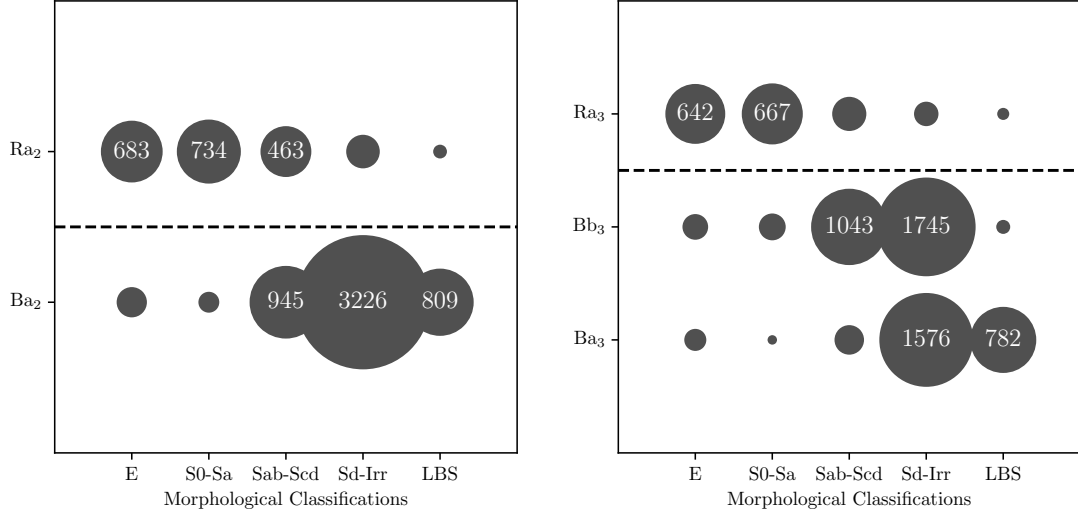 Ra₂ 683 734 463
Ba₂ 945 3226 809
E S0-Sa Sab-Scd Sd-Irr LBS
Morphological Classifications
Ra₃ 642 667
Bb₃ 1043 1745
Ba₃ 1576 782
E S0-Sa Sab-Scd Sd-Irr LBS
Morphological Classifications